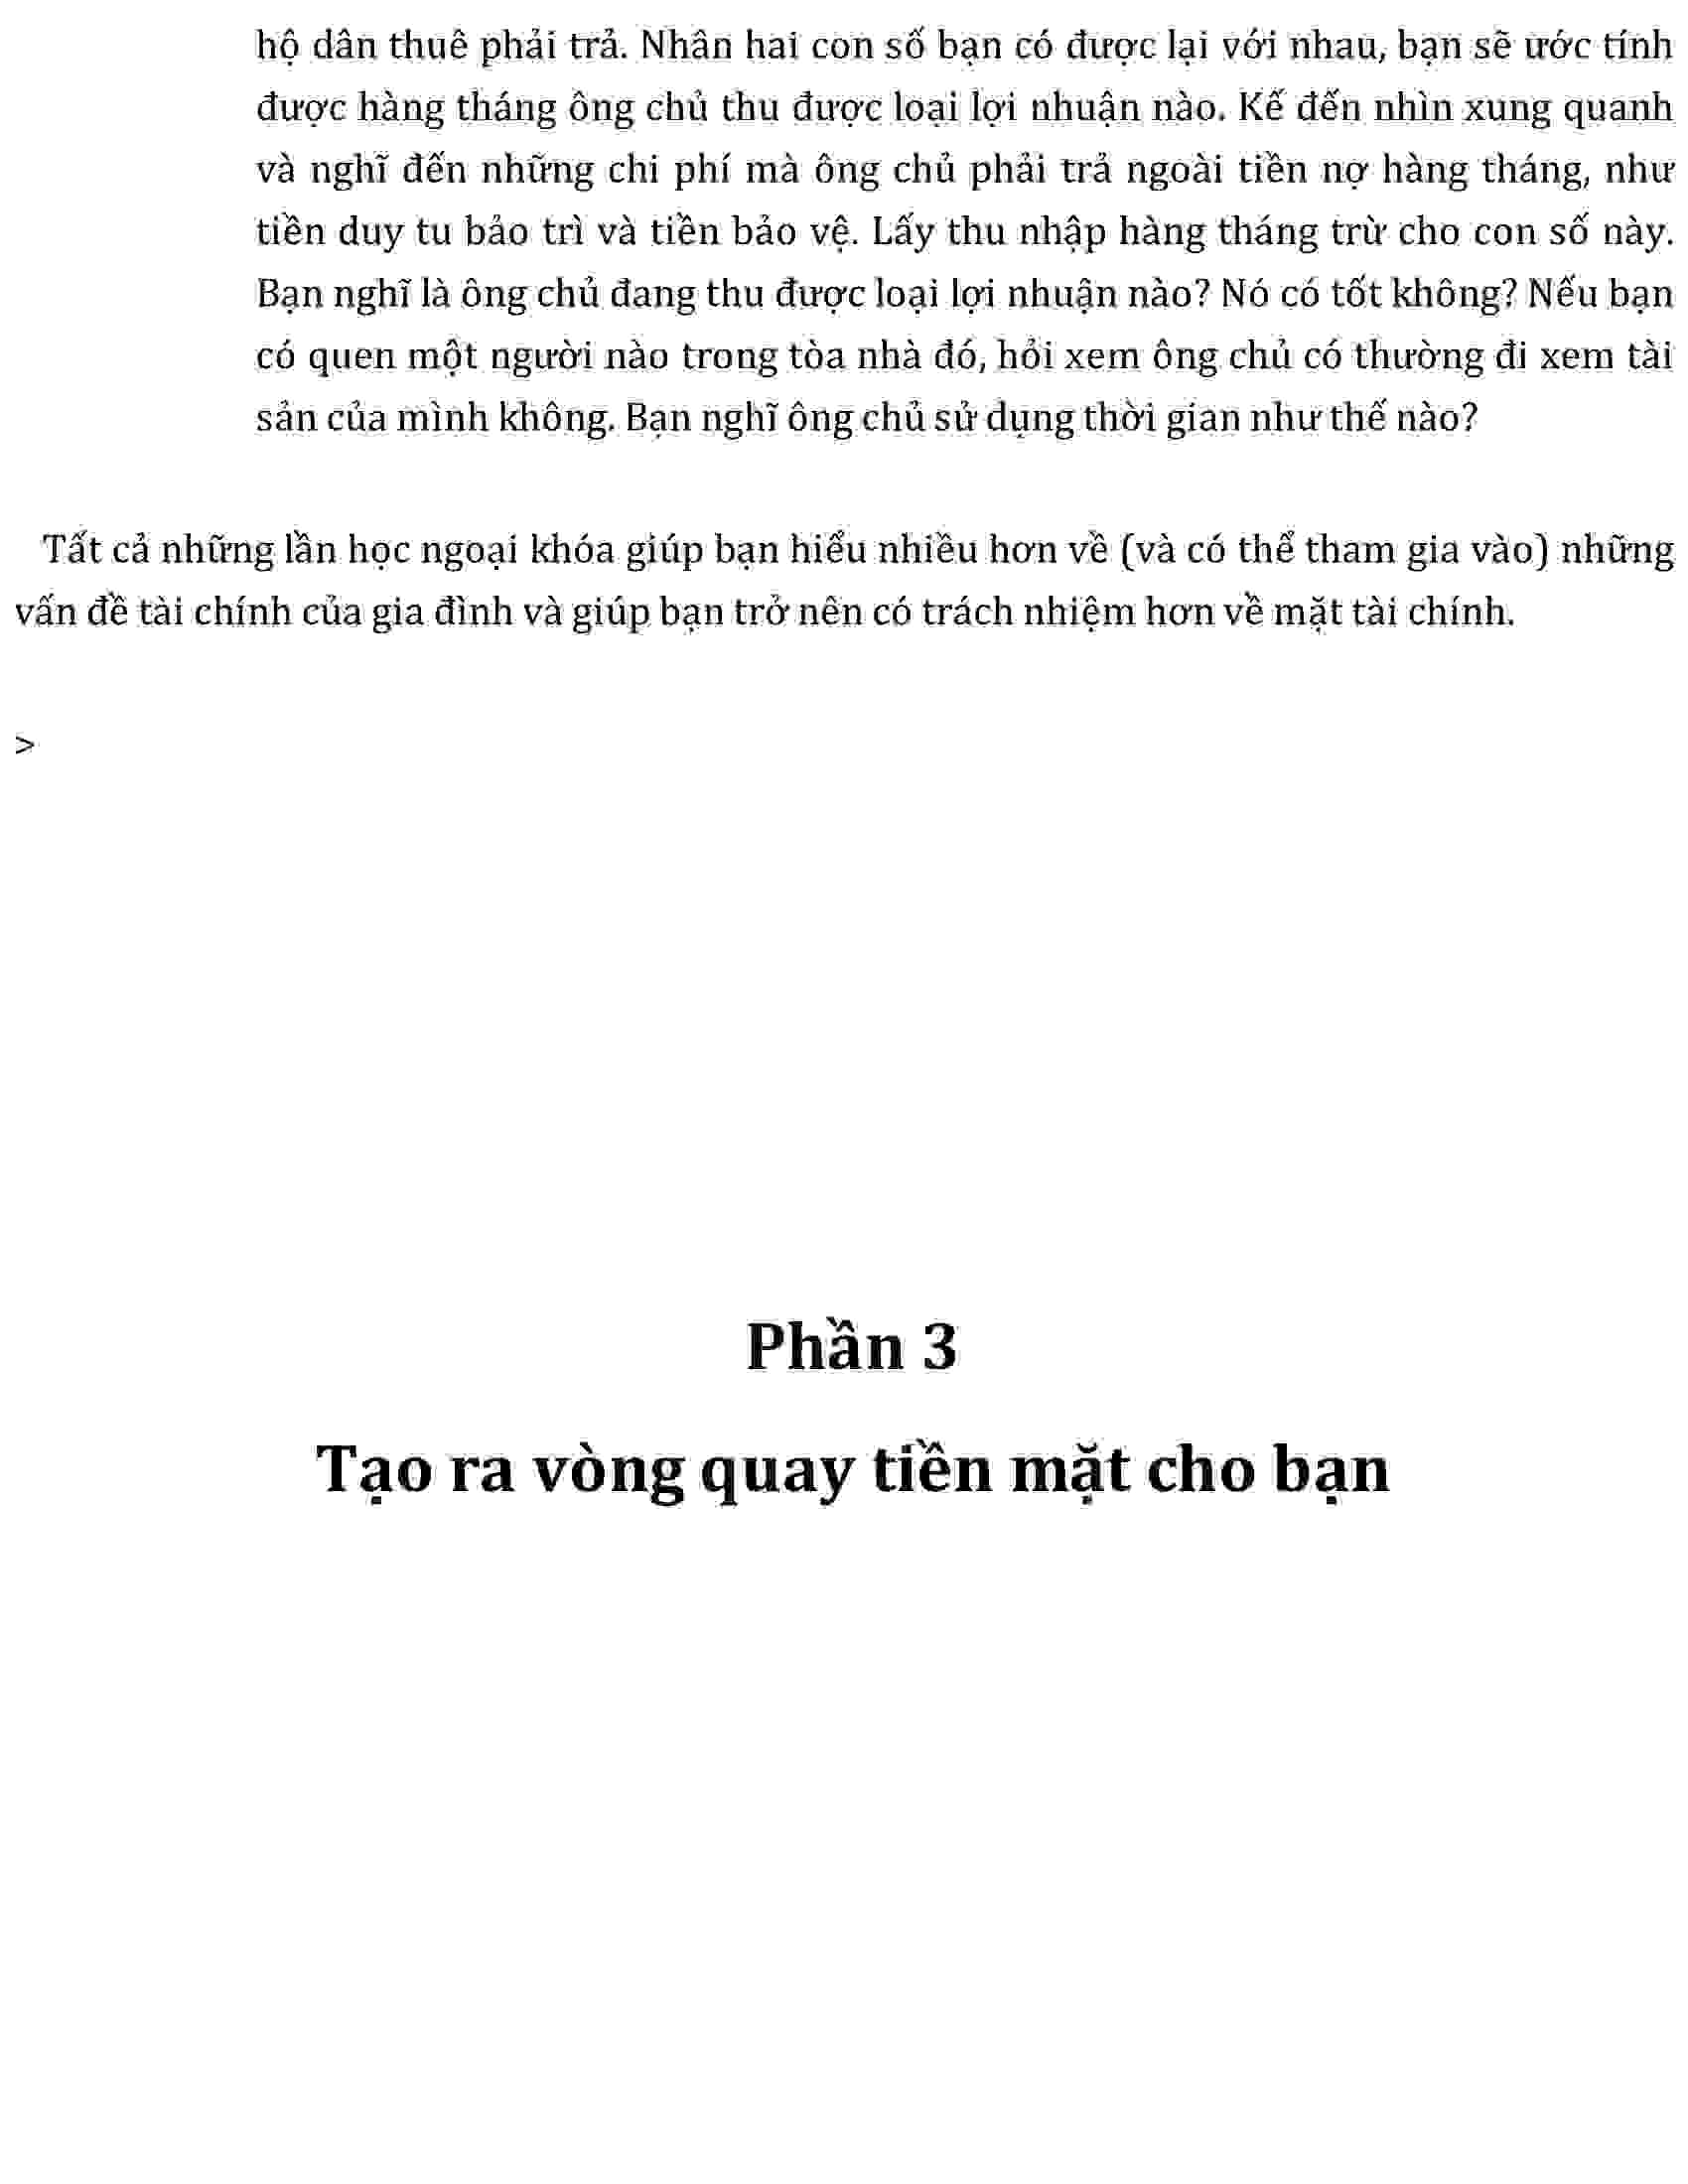 hộ dân thuê phải trả. Nhân hai con số bạn có được lại với nhau, bạn sẽ ước tính
được hàng tháng ông chủ thu được loại lợi nhuận nào. Kế đến nhìn xung quanh
và nghĩ đến những chi phí mà ông chủ phải trả ngoài tiền nợ hàng tháng, như
tiền duy tu bảo trì và tiền bảo vệ. Lấy thu nhập hàng tháng trừ cho con số này.
Bạn nghĩ là ông chủ đang thu được loại lợi nhuận nào? Nó có tốt không? Nếu bạn
có quen một người nào trong tòa nhà đó, hỏi xem ông chủ có thường đi xem tài
sản của mình không. Bạn nghĩ ông chủ sử dụng thời gian như thế nào?
Tất cả những lần học ngoại khóa giúp bạn hiểu nhiều hơn về (và có thể tham gia vào) những
vấn đề tài chính của gia đình và giúp bạn trở nên có trách nhiệm hơn về mặt tài chính.
>
Phần 3
Tạo ra vòng quay tiền mặt cho bạn